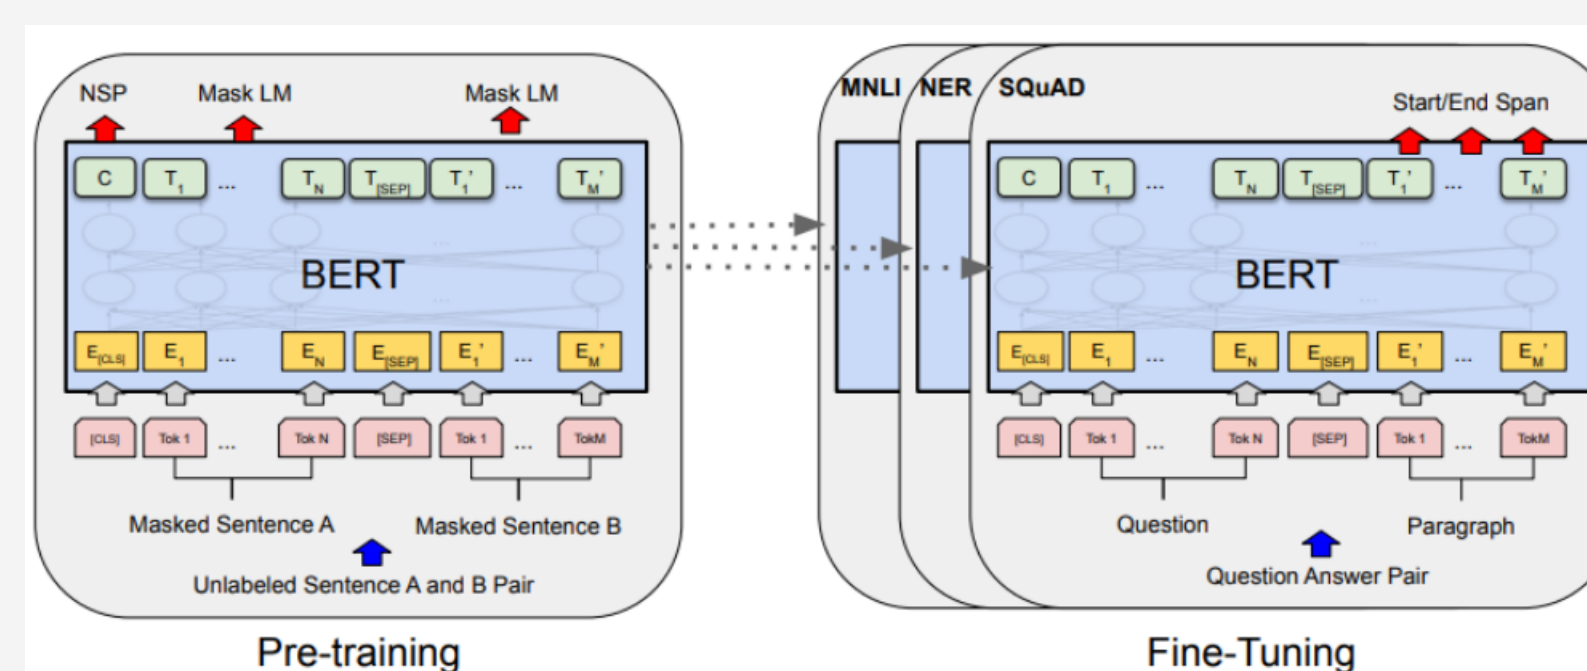 NSP Mask LM Mask LM
C T1 ... TN T[SEP] T1' ... TM'
...
BERT
...
E[CLS] E1 ... EN E[SEP] E1' ... EM'
[CLS] Tok 1 ... Tok N [SEP] Tok 1 ... TokM
Masked Sentence A Masked Sentence B
Unlabeled Sentence A and B Pair
Pre-training
MNLI NER SQuAD
Start/End Span
C T1 ... TN T[SEP] T1' ... TM'
...
BERT
...
E[CLS] E1 ... EN E[SEP] E1' ... EM'
[CLS] Tok 1 ... Tok N [SEP] Tok 1 ... TokM
Question Paragraph
Question Answer Pair
Fine-Tuning